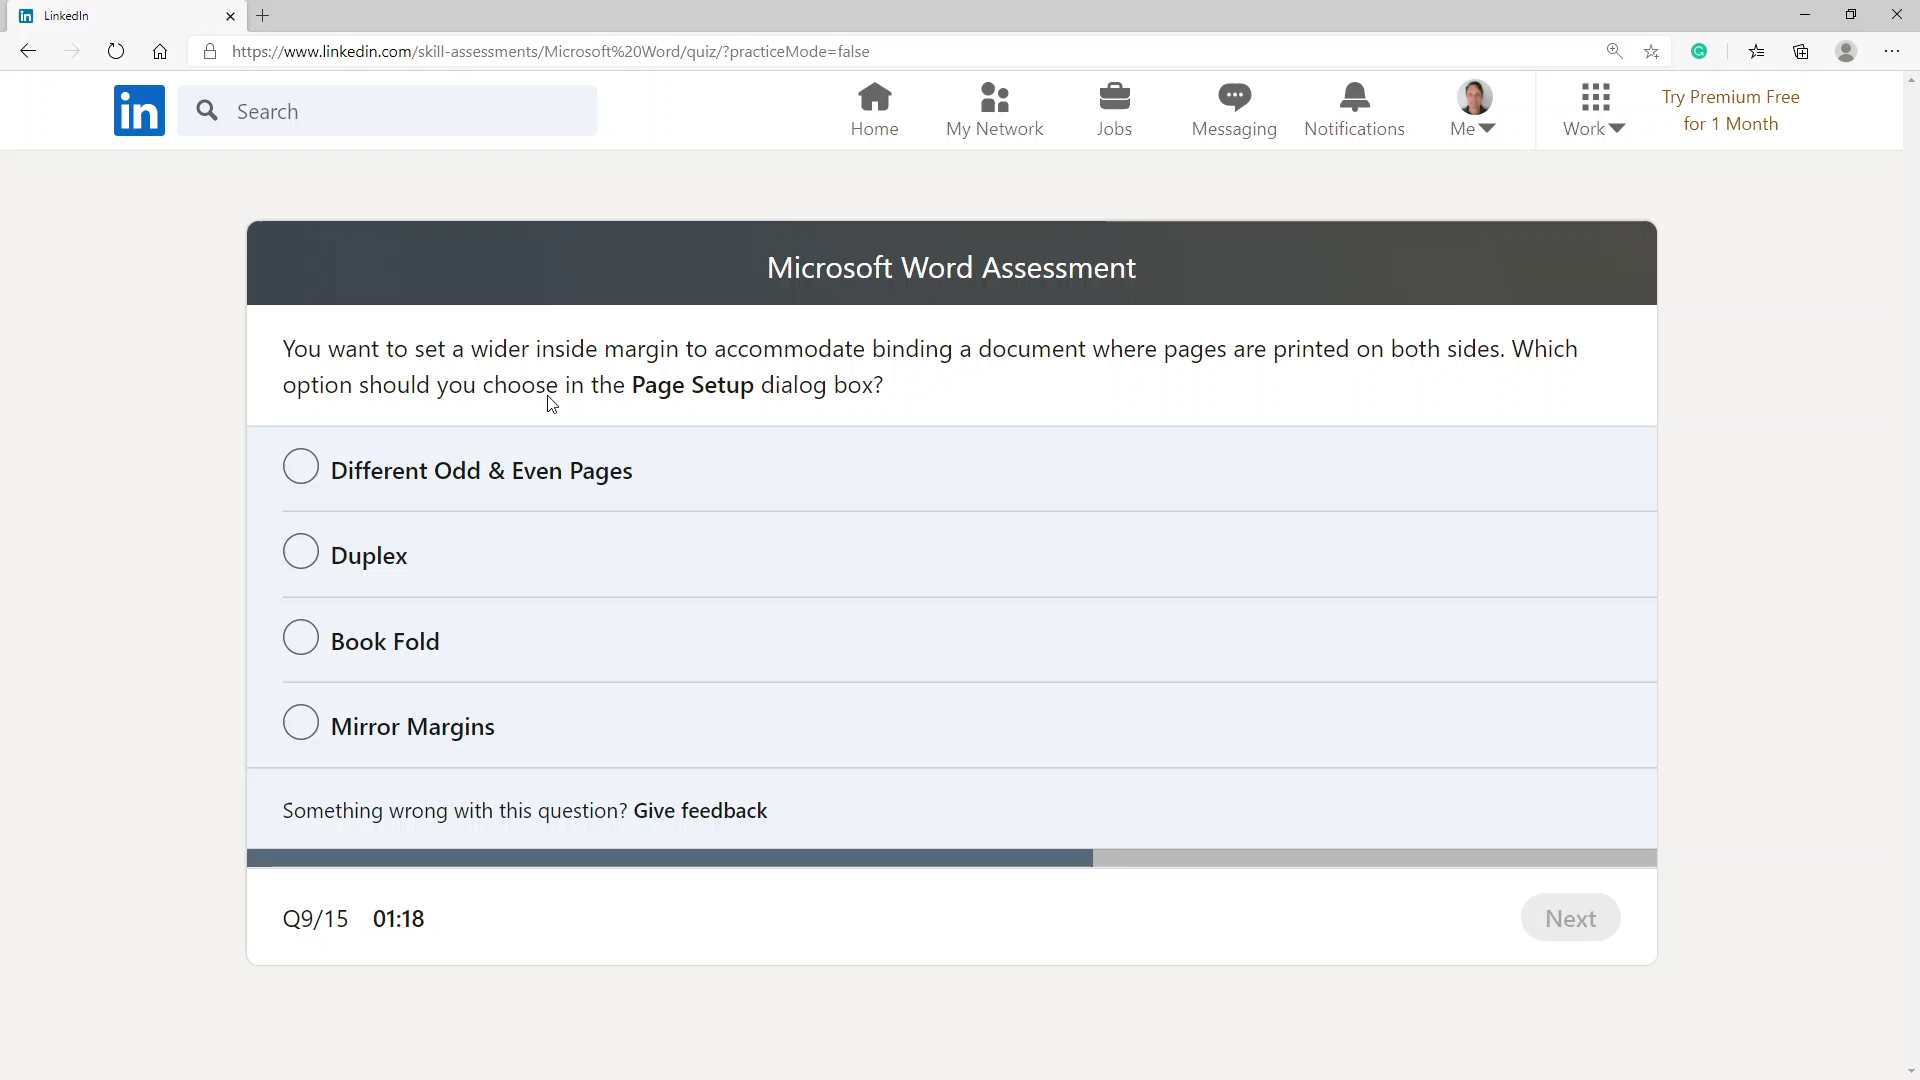 LinkedIn
https://www.linkedin.com/skill-assessments/Microsoft%20Word/quiz/?practiceMode=false
in
Search
Home
My Network
Jobs
Messaging
Notifications
Me
Work
Try Premium Free
for 1 Month
Microsoft Word Assessment
You want to set a wider inside margin to accommodate binding a document where pages are printed on both sides. Which
option should you choose in the Page Setup dialog box?
Different Odd & Even Pages
Duplex
Book Fold
Mirror Margins
Something wrong with this question? Give feedback
Q9/15 01:18
Next